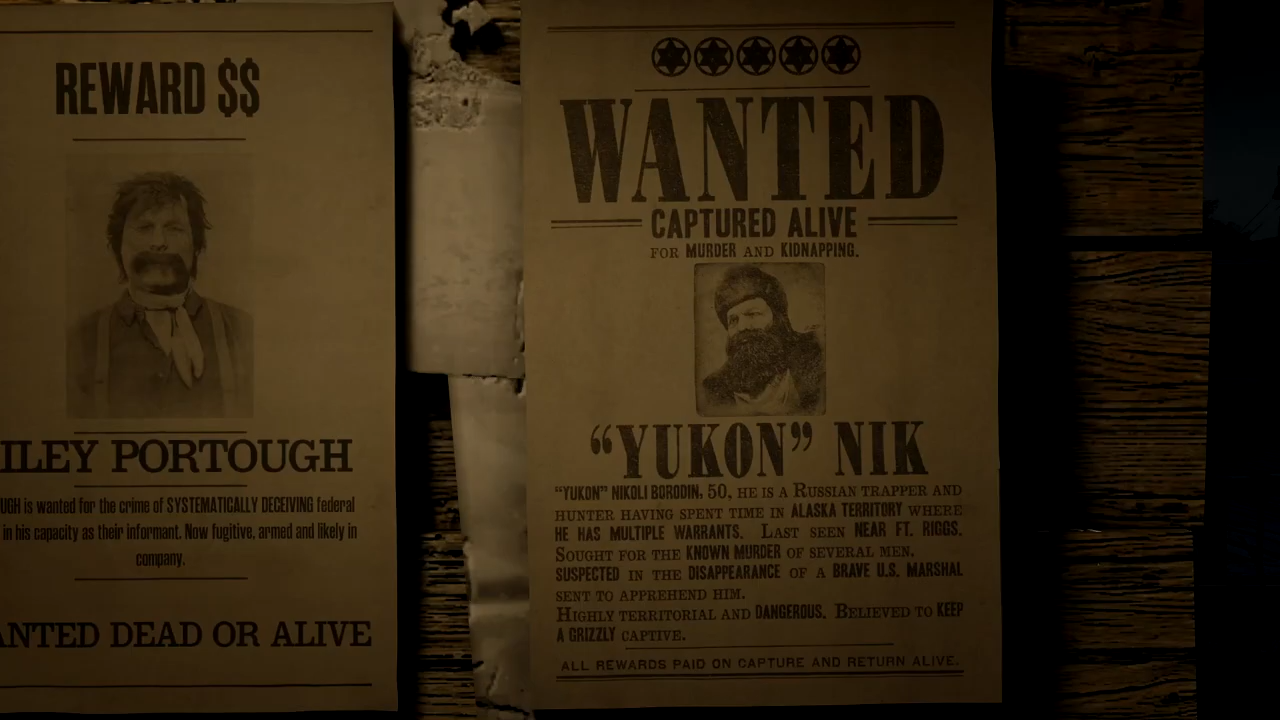 REWARD $$
ILEY PORTOUGH
UGH is wanted for the crime of SYSTEMATICALLY DECEIVING federal
in his capacity as their informant. Now fugitive, armed and likely in
company.
ANTED DEAD OR ALIVE
WANTED
CAPTURED ALIVE
FOR MURDER AND KIDNAPPING.
“YUKON” NIK
“YUKON” NIKOLI BORODIN, 50, HE IS A RUSSIAN TRAPPER AND
HUNTER HAVING SPENT TIME IN ALASKA TERRITORY WHERE
HE HAS MULTIPLE WARRANTS. LAST SEEN NEAR FT. RIGGS.
SOUGHT FOR THE KNOWN MURDER OF SEVERAL MEN,
SUSPECTED IN THE DISAPPEARANCE OF A BRAVE U.S. MARSHAL
SENT TO APPREHEND HIM.
HIGHLY TERRITORIAL AND DANGEROUS. BELIEVED TO KEEP
A GRIZZLY CAPTIVE.
ALL REWARDS PAID ON CAPTURE AND RETURN ALIVE.